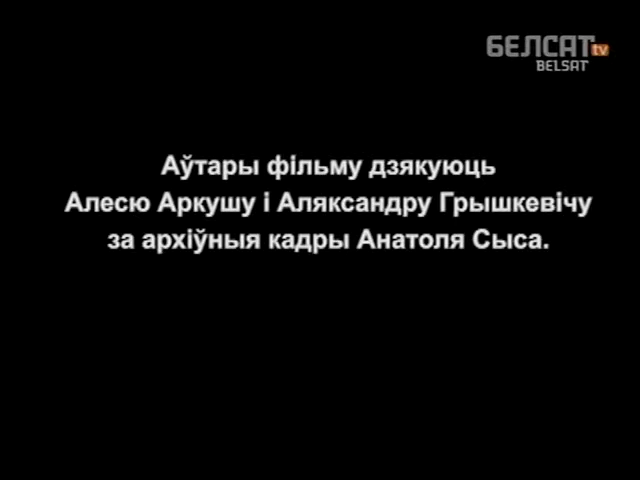 БЕЛСАТ tv
BELSAT
Аўтары фільму дзякуюць
Алесю Аркушу і Аляксандру Грышкевічу
за архіўныя кадры Анатоля Сыса.